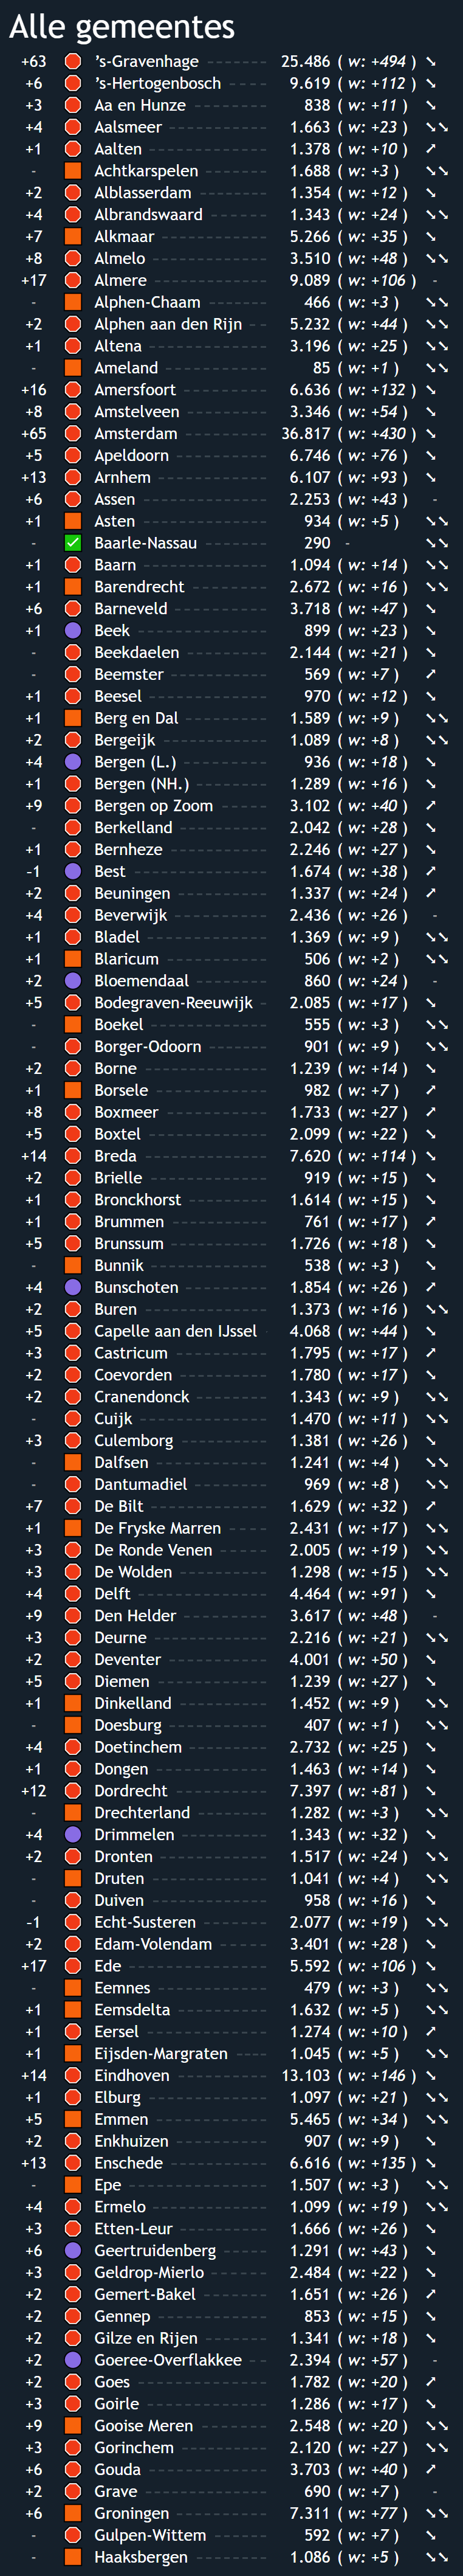 Alle gemeentes
+63 ’s-Gravenhage 25.486 ( w: +494 ) ↘
+6 ’s-Hertogenbosch 9.619 ( w: +112 ) ↘
+3 Aa en Hunze 838 ( w: +11 ) ↘
+4 Aalsmeer 1.663 ( w: +23 ) ↘↘
+1 Aalten 1.378 ( w: +10 ) ↗
- Achtkarspelen 1.688 ( w: +3 ) ↘↘
+2 Alblasserdam 1.354 ( w: +12 ) ↘
+4 Albrandswaard 1.343 ( w: +24 ) ↘↘
+7 Alkmaar 5.266 ( w: +35 ) ↘
+8 Almelo 3.510 ( w: +48 ) ↘↘
+17 Almere 9.089 ( w: +106 ) -
- Alphen-Chaam 466 ( w: +3 ) ↘↘
+2 Alphen aan den Rijn 5.232 ( w: +44 ) ↘↘
+1 Altena 3.196 ( w: +25 ) ↘↘
- Ameland 85 ( w: +1 ) ↘↘
+16 Amersfoort 6.636 ( w: +132 ) ↘
+8 Amstelveen 3.346 ( w: +54 ) ↘
+65 Amsterdam 36.817 ( w: +430 ) ↘
+5 Apeldoorn 6.746 ( w: +76 ) ↘
+13 Arnhem 6.107 ( w: +93 ) ↘
+6 Assen 2.253 ( w: +43 ) -
+1 Asten 934 ( w: +5 ) ↘↘
- Baarle-Nassau 290 - ↘↘
+1 Baarn 1.094 ( w: +14 ) ↘↘
+1 Barendrecht 2.672 ( w: +16 ) ↘↘
+6 Barneveld 3.718 ( w: +47 ) ↘
+1 Beek 899 ( w: +23 ) ↘
- Beekdaelen 2.144 ( w: +21 ) ↘
- Beemster 569 ( w: +7 ) ↗
+1 Beesel 970 ( w: +12 ) ↘
+1 Berg en Dal 1.589 ( w: +9 ) ↘↘
+2 Bergeijk 1.089 ( w: +8 ) ↘↘
+4 Bergen (L.) 936 ( w: +18 ) ↘
+1 Bergen (NH.) 1.289 ( w: +16 ) ↘
+9 Bergen op Zoom 3.102 ( w: +40 ) ↗
- Berkelland 2.042 ( w: +28 ) ↘
+1 Bernheze 2.246 ( w: +27 ) ↘
-1 Best 1.674 ( w: +38 ) ↗
+2 Beuningen 1.337 ( w: +24 ) ↗
+4 Beverwijk 2.436 ( w: +26 ) -
+1 Bladel 1.369 ( w: +9 ) ↘↘
+1 Blaricum 506 ( w: +2 ) ↘↘
+2 Bloemendaal 860 ( w: +24 ) -
+5 Bodegraven-Reeuwijk 2.085 ( w: +17 ) ↘
- Boekel 555 ( w: +3 ) ↘↘
- Borger-Odoorn 901 ( w: +9 ) ↘↘
+2 Borne 1.239 ( w: +14 ) ↘
+1 Borsele 982 ( w: +7 ) ↗
+8 Boxmeer 1.733 ( w: +27 ) ↗
+5 Boxtel 2.099 ( w: +22 ) ↘
+14 Breda 7.620 ( w: +114 ) ↘
+2 Brielle 919 ( w: +15 ) ↘
+1 Bronckhorst 1.614 ( w: +15 ) ↘
+1 Brummen 761 ( w: +17 ) ↗
+5 Brunssum 1.726 ( w: +18 ) ↘
- Bunnik 538 ( w: +3 ) ↘
+4 Bunschoten 1.854 ( w: +26 ) ↗
+2 Buren 1.373 ( w: +16 ) ↘↘
+5 Capelle aan den IJssel 4.068 ( w: +44 ) ↘
+3 Castricum 1.795 ( w: +17 ) ↗
+2 Coevorden 1.780 ( w: +17 ) ↘
+2 Cranendonck 1.343 ( w: +9 ) ↘↘
- Cuijk 1.470 ( w: +11 ) ↘↘
+3 Culemborg 1.381 ( w: +26 ) ↘
- Dalfsen 1.241 ( w: +4 ) ↘↘
- Dantumadiel 969 ( w: +8 ) ↘↘
+7 De Bilt 1.629 ( w: +32 ) ↗
+1 De Fryske Marren 2.431 ( w: +17 ) ↘↘
+3 De Ronde Venen 2.005 ( w: +19 ) ↘↘
+3 De Wolden 1.298 ( w: +15 ) ↘↘
+4 Delft 4.464 ( w: +91 ) ↘
+9 Den Helder 3.617 ( w: +48 ) -
+3 Deurne 2.216 ( w: +21 ) ↘↘
+2 Deventer 4.001 ( w: +50 ) ↘
+5 Diemen 1.239 ( w: +27 ) ↘
+1 Dinkelland 1.452 ( w: +9 ) ↘↘
- Doesburg 407 ( w: +1 ) ↘↘
+4 Doetinchem 2.732 ( w: +25 ) ↘
+1 Dongen 1.463 ( w: +14 ) ↘
+12 Dordrecht 7.397 ( w: +81 ) ↘
- Drechterland 1.282 ( w: +3 ) ↘↘
+4 Drimmelen 1.343 ( w: +32 ) ↘
+2 Dronten 1.517 ( w: +24 ) ↘↘
- Druten 1.041 ( w: +4 ) ↘↘
- Duiven 958 ( w: +16 ) ↘
-1 Echt-Susteren 2.077 ( w: +19 ) ↘↘
+2 Edam-Volendam 3.401 ( w: +28 ) ↘
+17 Ede 5.592 ( w: +106 ) ↘
- Eemnes 479 ( w: +3 ) ↘↘
+1 Eemsdelta 1.632 ( w: +5 ) ↘↘
+1 Eersel 1.274 ( w: +10 ) ↗
+1 Eijsden-Margraten 1.045 ( w: +5 ) ↘↘
+14 Eindhoven 13.103 ( w: +146 ) ↘
+1 Elburg 1.097 ( w: +21 ) ↘↘
+5 Emmen 5.465 ( w: +34 ) ↘↘
+2 Enkhuizen 907 ( w: +9 ) ↘
+13 Enschede 6.616 ( w: +135 ) ↘
- Epe 1.507 ( w: +3 ) ↘↘
+4 Ermelo 1.099 ( w: +19 ) ↘↘
+3 Etten-Leur 1.666 ( w: +26 ) ↘
+6 Geertruidenberg 1.291 ( w: +43 ) ↘
+3 Geldrop-Mierlo 2.484 ( w: +22 ) ↘
+2 Gemert-Bakel 1.651 ( w: +26 ) ↗
+2 Gennep 853 ( w: +15 ) ↘
+2 Gilze en Rijen 1.341 ( w: +18 ) ↘
+2 Goeree-Overflakkee 2.394 ( w: +57 ) -
+2 Goes 1.782 ( w: +20 ) ↗
+3 Goirle 1.286 ( w: +17 ) ↘
+9 Gooise Meren 2.548 ( w: +20 ) ↘↘
+3 Gorinchem 2.120 ( w: +27 ) ↘↘
+6 Gouda 3.703 ( w: +40 ) ↗
+2 Grave 690 ( w: +7 ) -
+6 Groningen 7.311 ( w: +77 ) ↘↘
- Gulpen-Wittem 592 ( w: +7 ) ↘
- Haaksbergen 1.086 ( w: +5 ) ↘↘